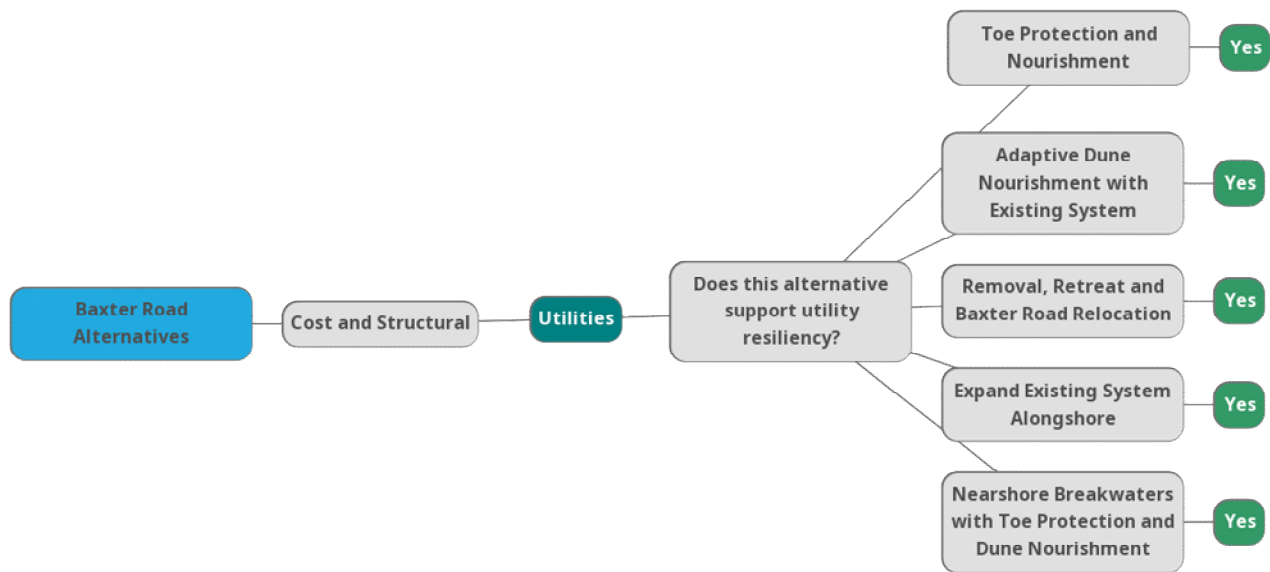 Baxter Road
Alternatives
Cost and Structural
Utilities
Does this alternative
support utility
resiliency?
Toe Protection and
Nourishment
Yes
Adaptive Dune
Nourishment with
Existing System
Yes
Removal, Retreat and
Baxter Road Relocation
Yes
Expand Existing System
Alongshore
Yes
Nearshore Breakwaters
with Toe Protection and
Dune Nourishment
Yes